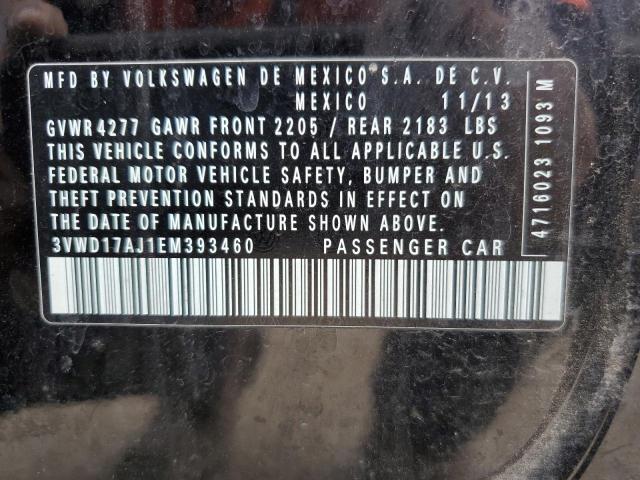 MFD BY VOLKSWAGEN DE MEXICO S.A. DE C.V.
MEXICO 11/13
GVWR 4277 GAWR FRONT 2205 / REAR 2183 LBS
THIS VEHICLE CONFORMS TO ALL APPLICABLE U.S.
FEDERAL MOTOR VEHICLE SAFETY, BUMPER AND
THEFT PREVENTION STANDARDS IN EFFECT ON
THE DATE OF MANUFACTURE SHOWN ABOVE.
3VWD17AJ1EM393460 PASSENGER CAR
4716023 1093 M